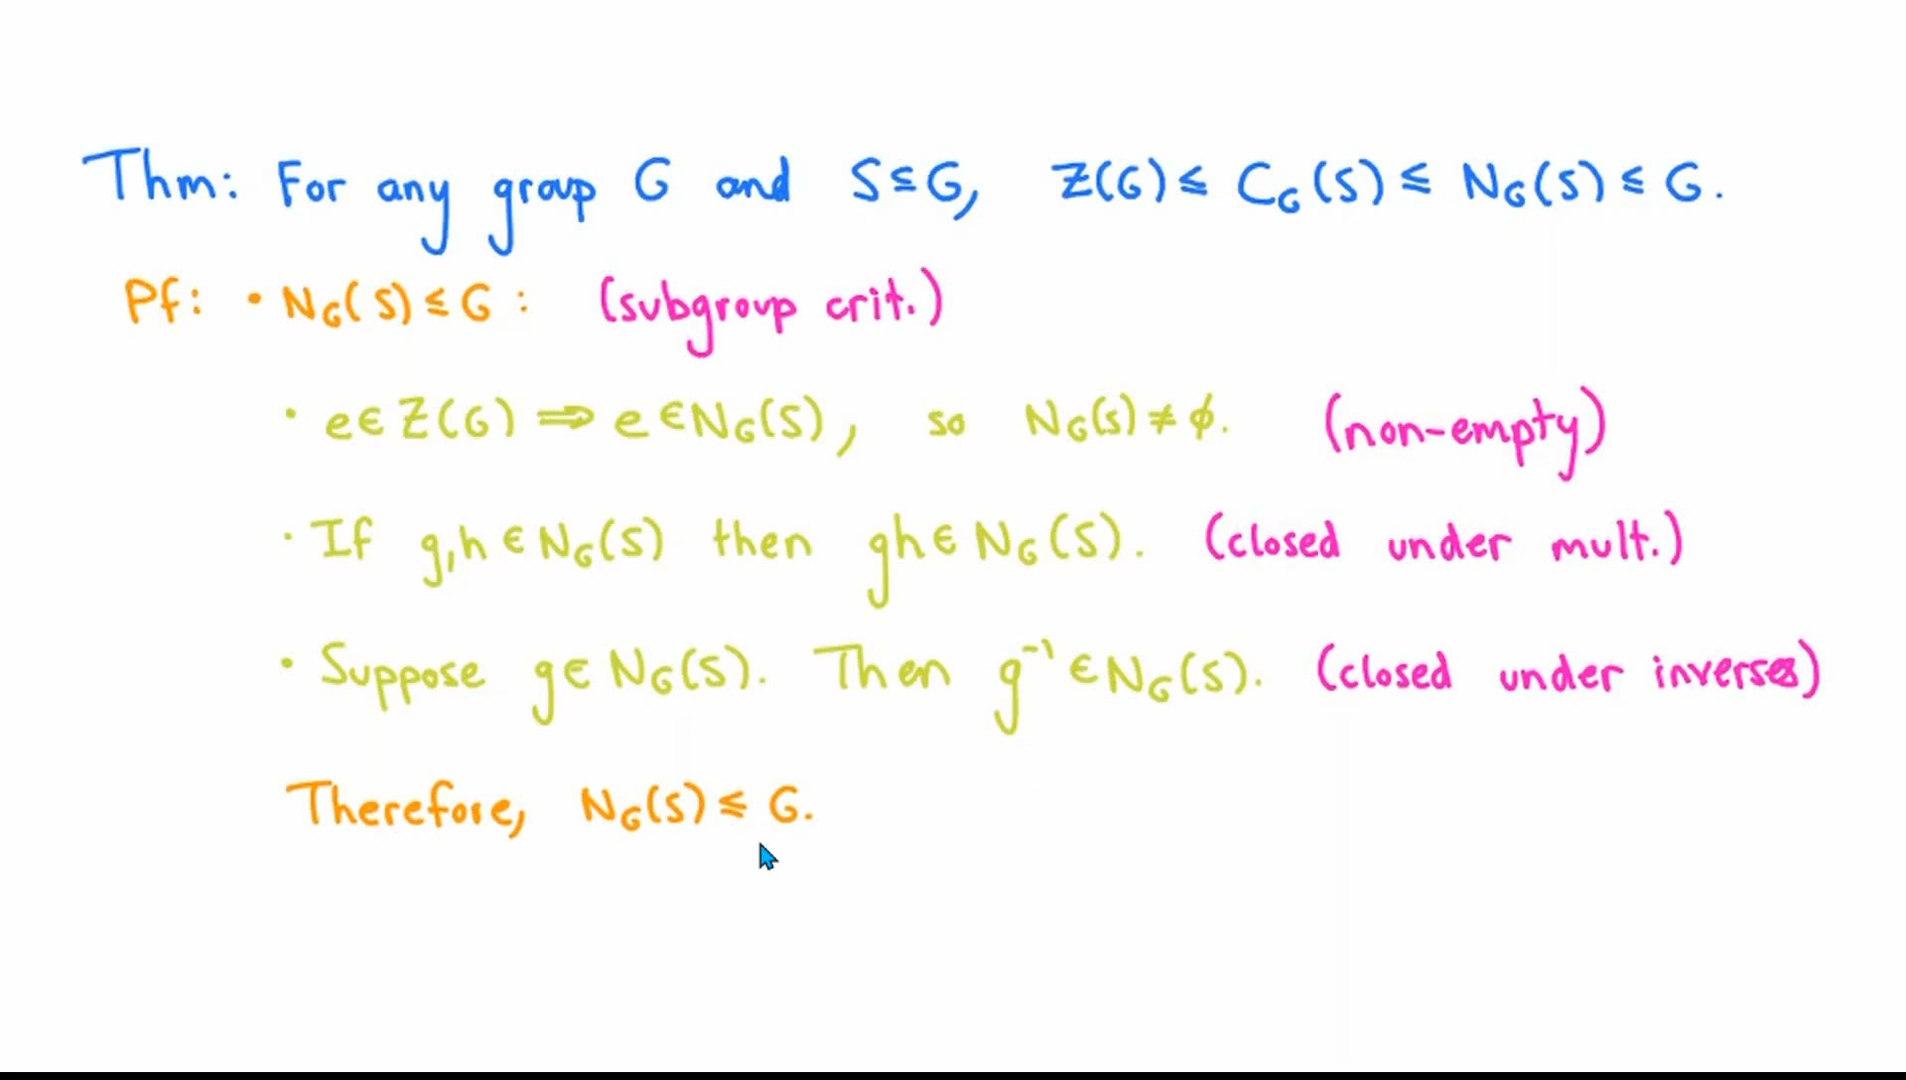 Thm: For any group G and S⊆G, Z(G) ≤ C_G(S) ≤ N_G(S) ≤ G.
Pf: • N_G(S) ≤ G : (subgroup crit.)
• e∈Z(G) ⟹ e∈N_G(S), so N_G(S) ≠ ∅. (non-empty)
• If g,h∈N_G(S) then gh∈N_G(S). (closed under mult.)
• Suppose g∈N_G(S). Then g⁻¹∈N_G(S). (closed under inverses)
Therefore, N_G(S) ≤ G.